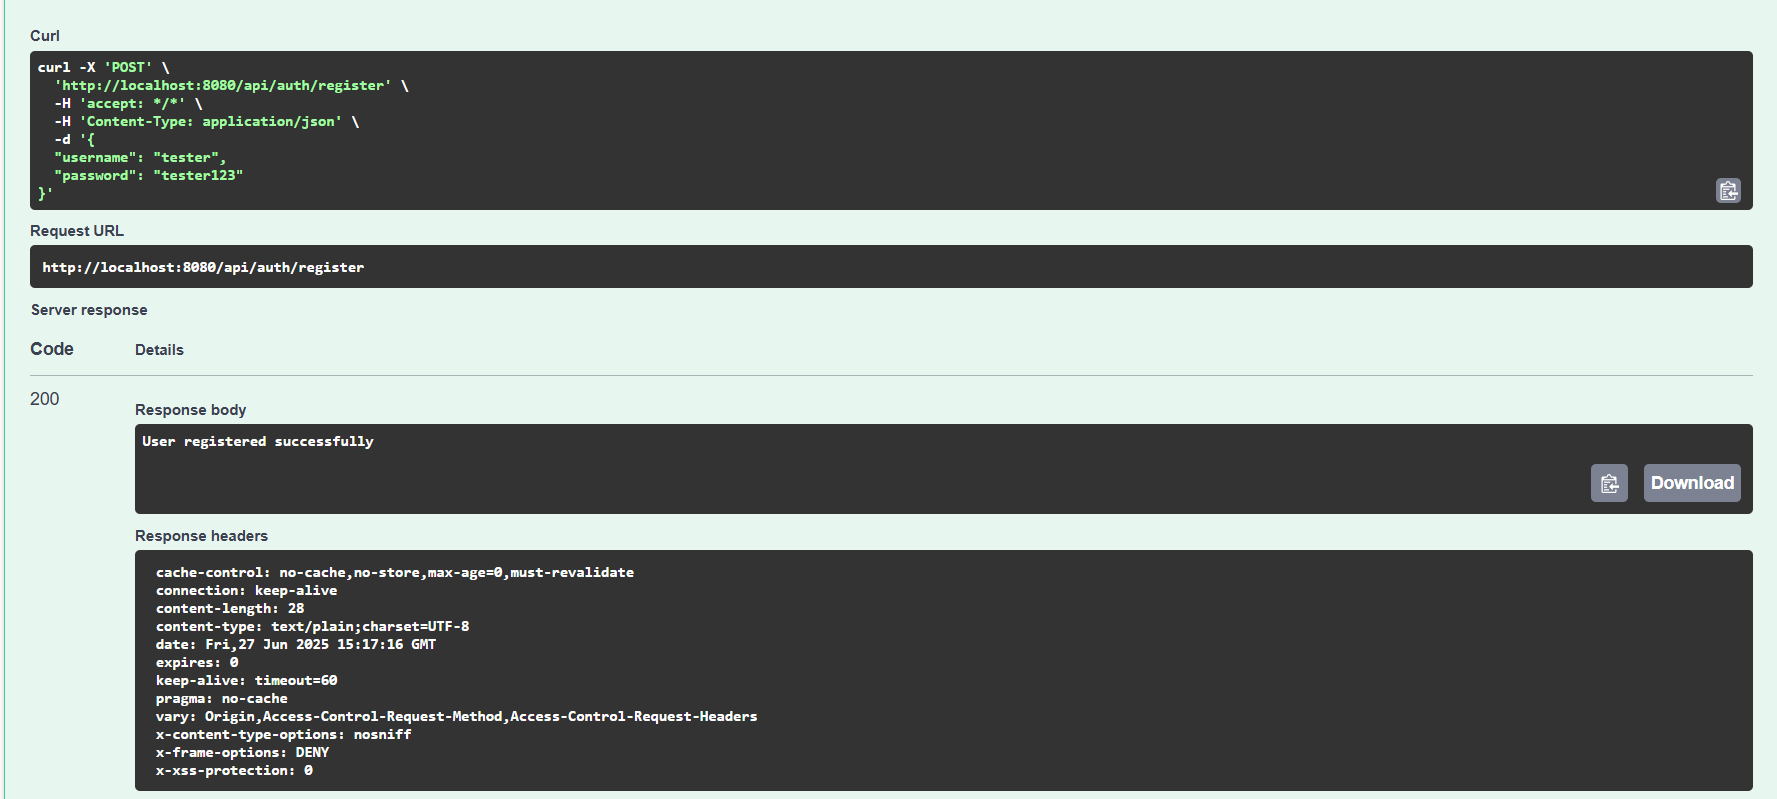 Curl
curl -X 'POST' \
'http://localhost:8080/api/auth/register' \
-H 'accept: */*' \
-H 'Content-Type: application/json' \
-d '{
"username": "tester",
"password": "tester123"
}'
Request URL
http://localhost:8080/api/auth/register
Server response
Code Details
200
Response body
User registered successfully
Download
Response headers
cache-control: no-cache,no-store,max-age=0,must-revalidate
connection: keep-alive
content-length: 28
content-type: text/plain;charset=UTF-8
date: Fri,27 Jun 2025 15:17:16 GMT
expires: 0
keep-alive: timeout=60
pragma: no-cache
vary: Origin,Access-Control-Request-Method,Access-Control-Request-Headers
x-content-type-options: nosniff
x-frame-options: DENY
x-xss-protection: 0